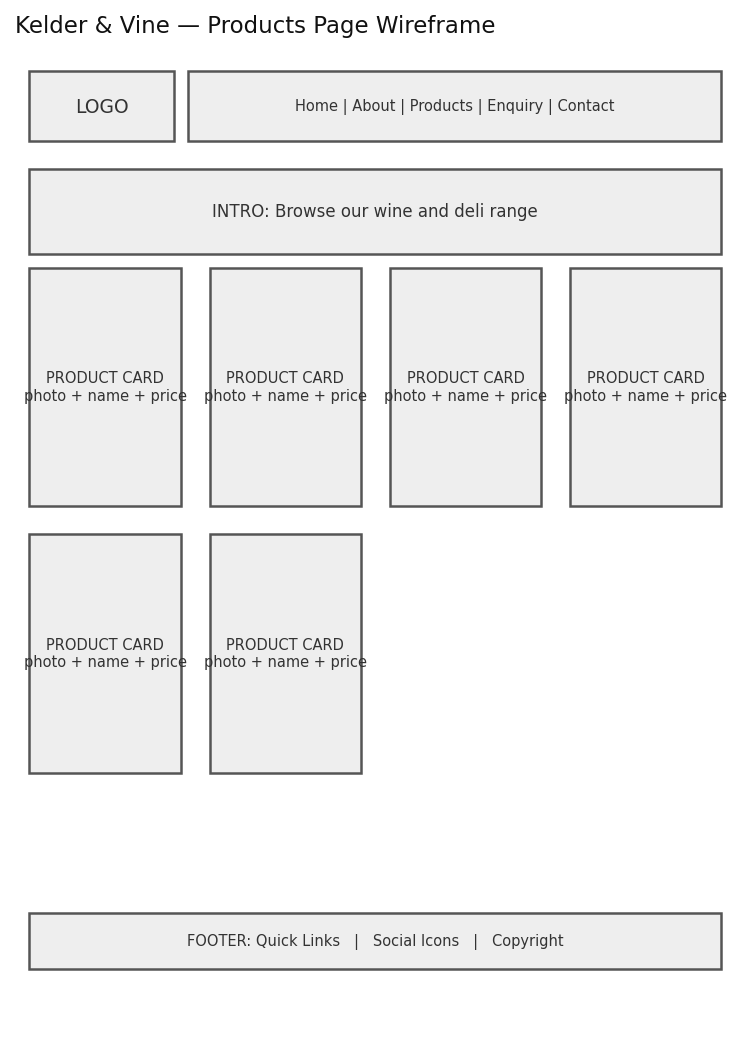 Kelder & Vine — Products Page Wireframe
LOGO
Home | About | Products | Enquiry | Contact
INTRO: Browse our wine and deli range
PRODUCT CARD
photo + name + price
PRODUCT CARD
photo + name + price
PRODUCT CARD
photo + name + price
PRODUCT CARD
photo + name + price
PRODUCT CARD
photo + name + price
PRODUCT CARD
photo + name + price
FOOTER: Quick Links | Social Icons | Copyright